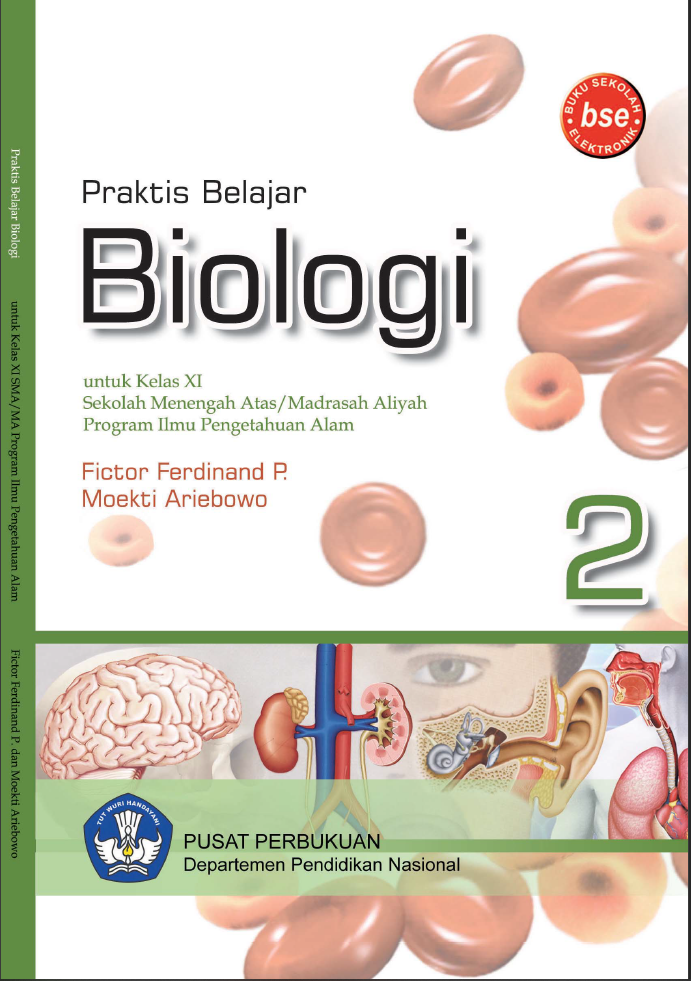 Praktis Belajar Biologi
untuk Kelas XI SMA/MA Program Ilmu Pengetahuan Alam
Fictor Ferdinand P. dan Moekti Ariebowo
BUKU SEKOLAH
bse
ELEKTRONIK
Praktis Belajar
Biologi
untuk Kelas XI
Sekolah Menengah Atas/Madrasah Aliyah
Program Ilmu Pengetahuan Alam
Fictor Ferdinand P.
Moekti Ariebowo
2
TUT WURI HANDAYANI
PUSAT PERBUKUAN
Departemen Pendidikan Nasional